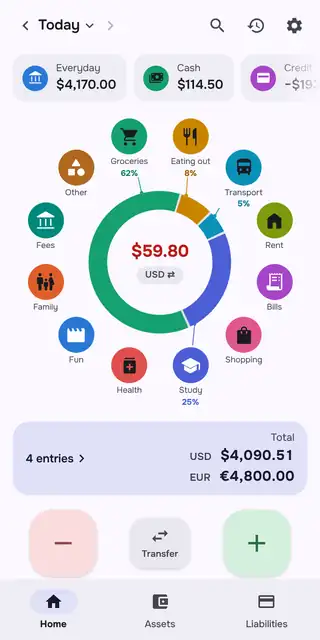 Today
Everyday
$4,170.00
Cash
$114.50
Credit
Groceries
62%
Eating out
8%
Other
Transport
5%
Fees
Rent
$59.80
USD ⇄
Family
Bills
Fun
Shopping
Health
Study
25%
Total
4 entries
USD $4,090.51
EUR €4,800.00
Transfer
Home
Assets
Liabilities